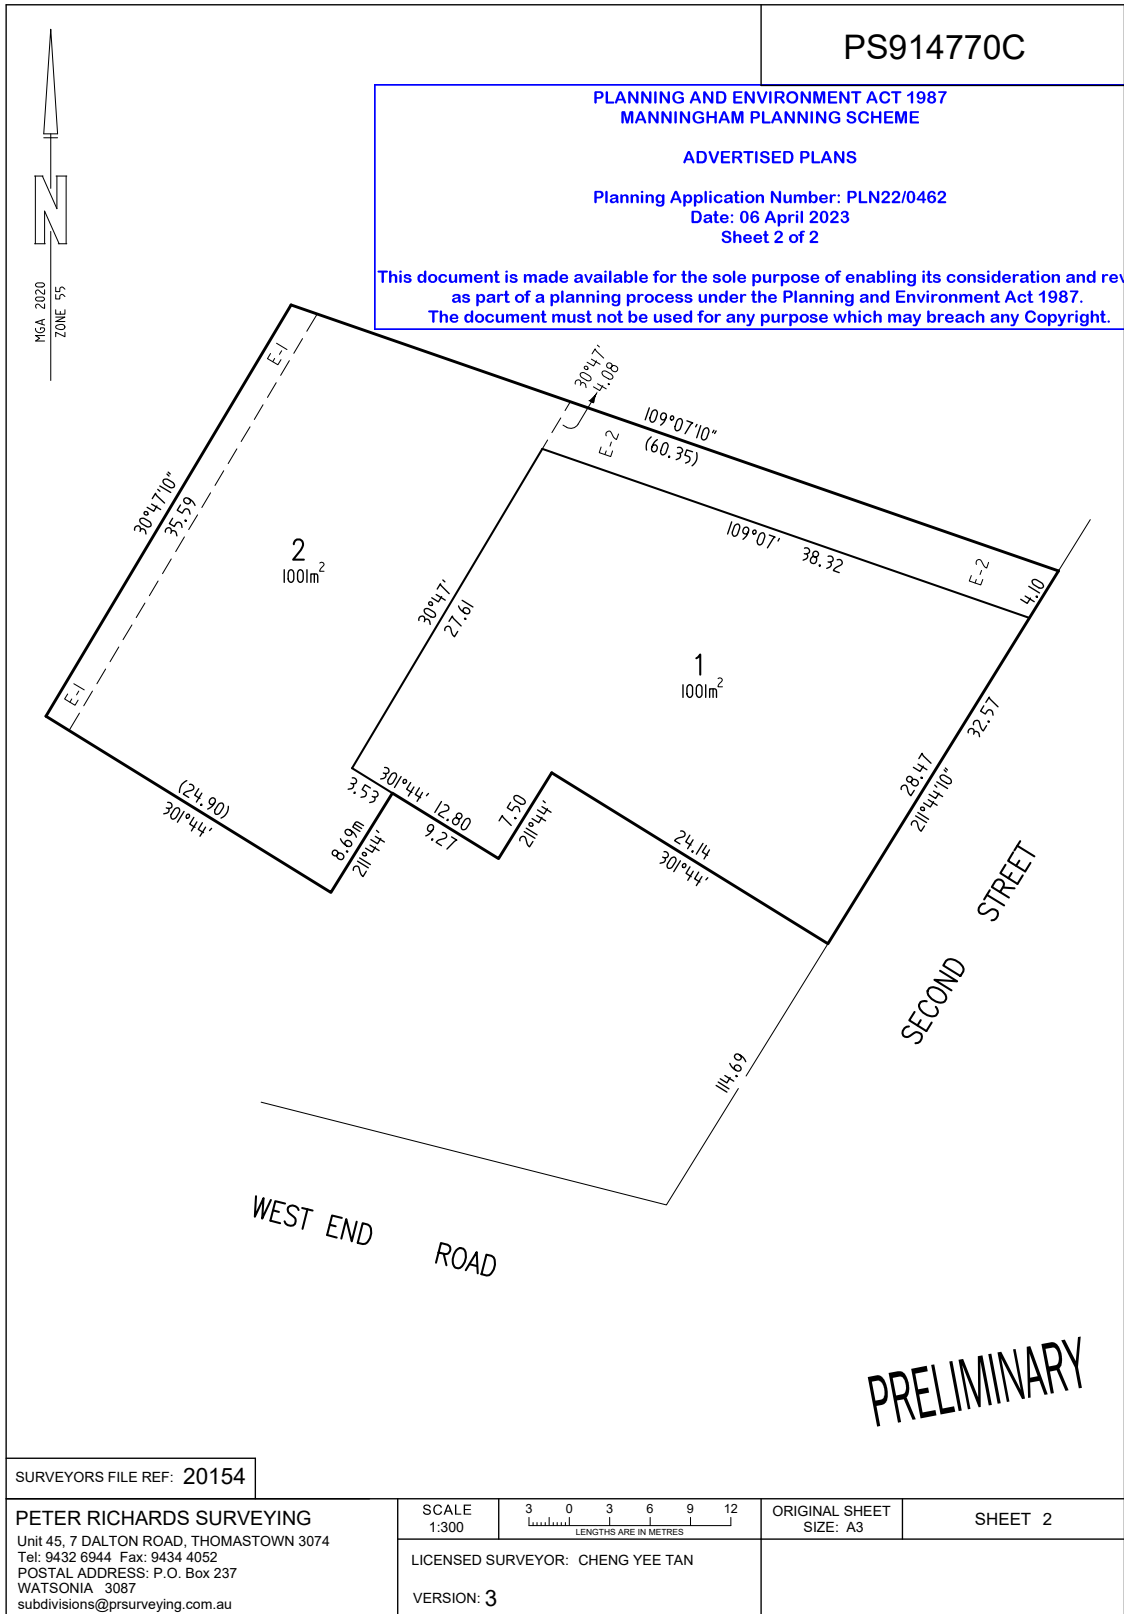 PS914770C
PLANNING AND ENVIRONMENT ACT 1987
MANNINGHAM PLANNING SCHEME
ADVERTISED PLANS
Planning Application Number: PLN22/0462
Date: 06 April 2023
Sheet 2 of 2
This document is made available for the sole purpose of enabling its consideration and rev
as part of a planning process under the Planning and Environment Act 1987.
The document must not be used for any purpose which may breach any Copyright.
N
MGA 2020
ZONE 55
E-1
30°47'
4.08
109°07'10"
(60.35)
E-2
30°47'10"
35.59
109°07' 38.32
E-2
4.10
2
1001m²
30°47'
27.61
1
1001m²
E-1
32.57
28.47
211°44'10"
(24.90)
301°44'
3.53
301°44' 12.80
9.27
7.50
211°44'
8.69m
211°44'
24.14
301°44'
SECOND STREET
114.69
WEST END ROAD
PRELIMINARY
SURVEYORS FILE REF: 20154
PETER RICHARDS SURVEYING
Unit 45, 7 DALTON ROAD, THOMASTOWN 3074
Tel: 9432 6944 Fax: 9434 4052
POSTAL ADDRESS: P.O. Box 237
WATSONIA 3087
subdivisions@prsurveying.com.au
SCALE
1:300
3 0 3 6 9 12
LENGTHS ARE IN METRES
LICENSED SURVEYOR: CHENG YEE TAN
VERSION: 3
ORIGINAL SHEET
SIZE: A3
SHEET 2